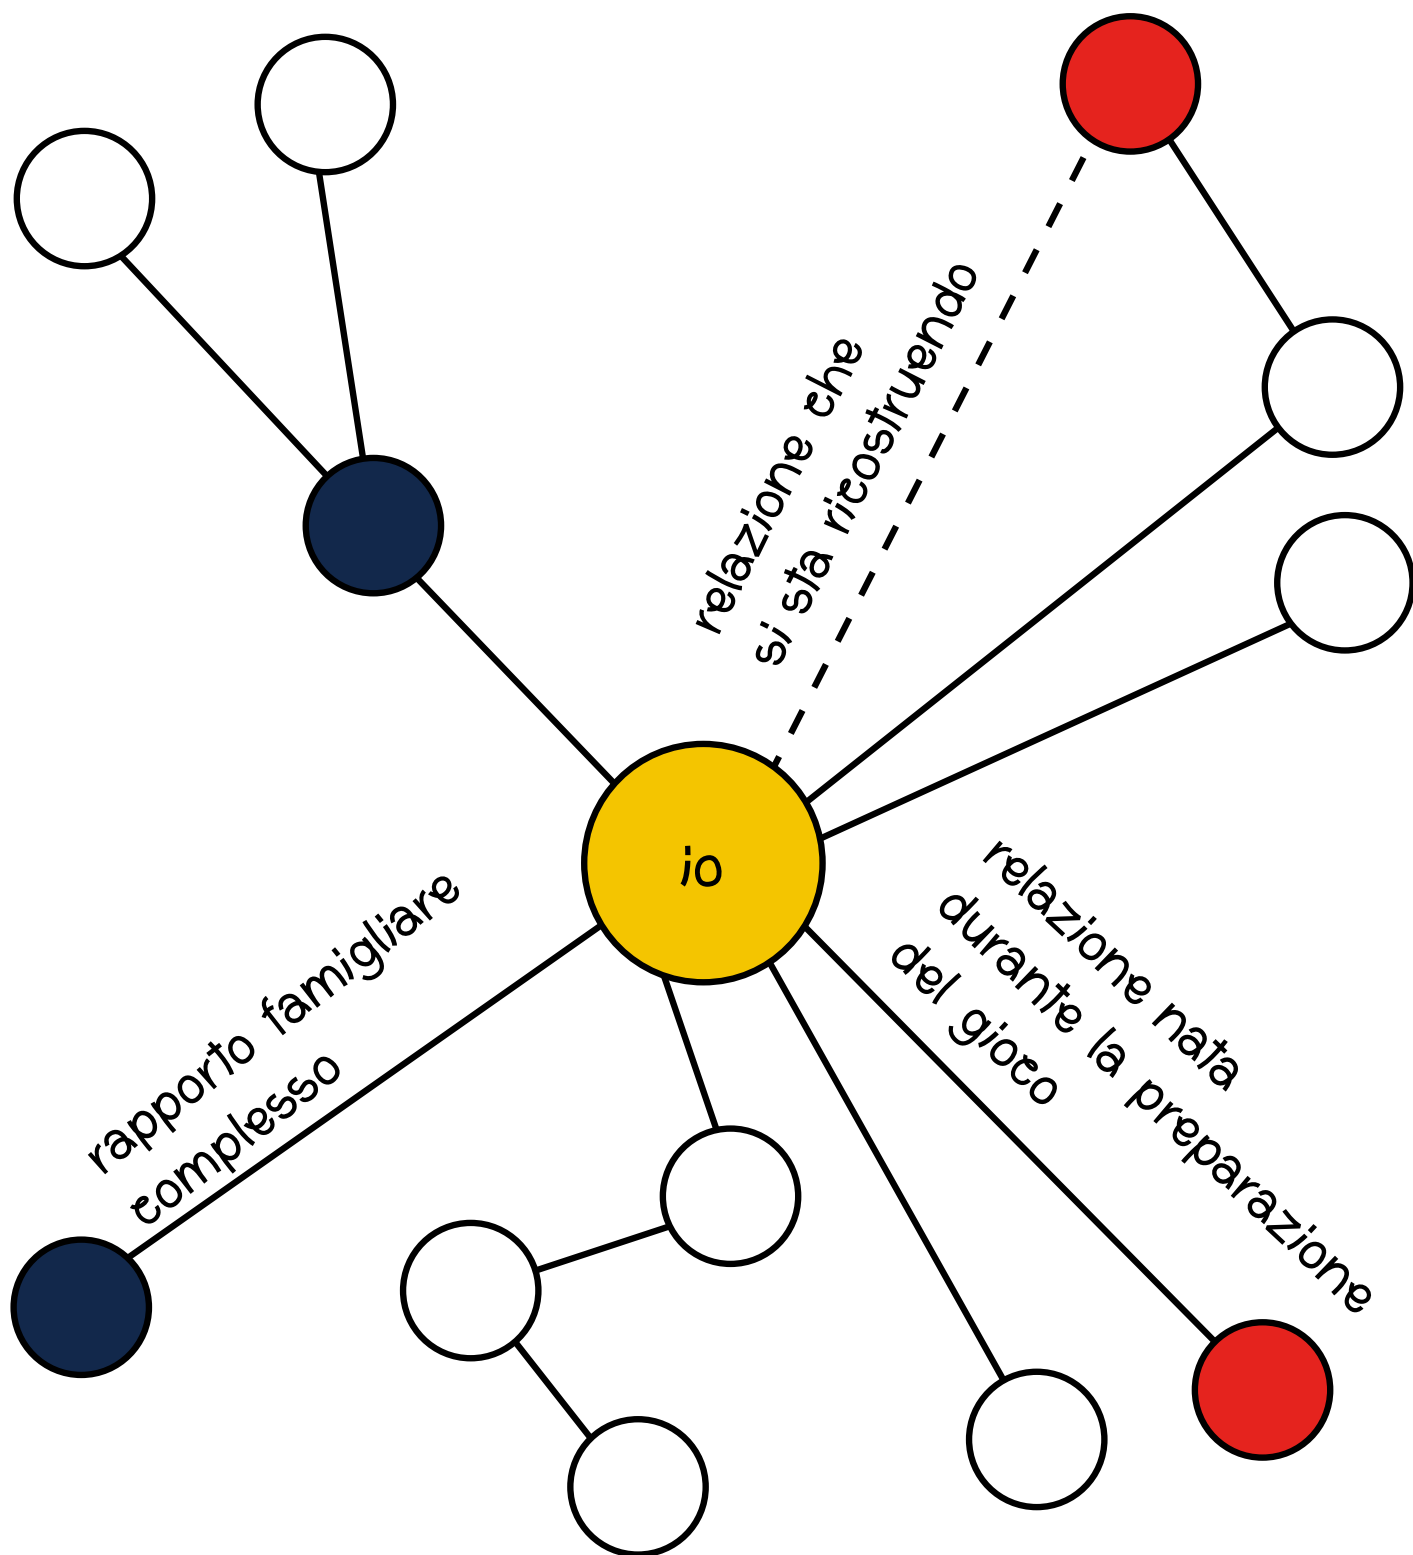 relazione che
si sta ricostruendo
io
rapporto famigliare
complesso
relazione nata
durante la preparazione
del gioco